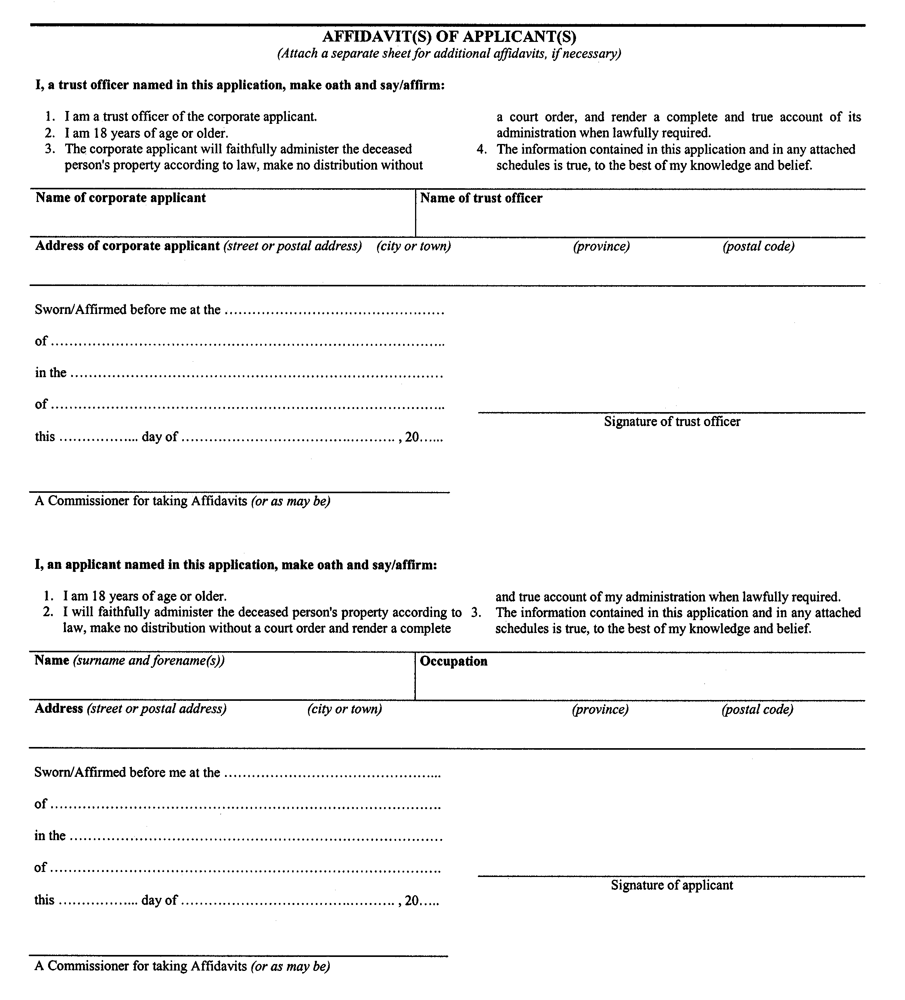 AFFIDAVIT(S) OF APPLICANT(S)
(Attach a separate sheet for additional affidavits, if necessary)
I, a trust officer named in this application, make oath and say/affirm:
1. I am a trust officer of the corporate applicant.
2. I am 18 years of age or older.
3. The corporate applicant will faithfully administer the deceased
person's property according to law, make no distribution without
a court order, and render a complete and true account of its
administration when lawfully required.
4. The information contained in this application and in any attached
schedules is true, to the best of my knowledge and belief.
Name of corporate applicant
Name of trust officer
Address of corporate applicant (street or postal address) (city or town) (province) (postal code)
Sworn/Affirmed before me at the ................................................
of ......................................................................................
in the .................................................................................
of ......................................................................................
this .................. day of ............................................... , 20......
Signature of trust officer
A Commissioner for taking Affidavits (or as may be)
I, an applicant named in this application, make oath and say/affirm:
1. I am 18 years of age or older.
2. I will faithfully administer the deceased person's property according to
law, make no distribution without a court order and render a complete
and true account of my administration when lawfully required.
3. The information contained in this application and in any attached
schedules is true, to the best of my knowledge and belief.
Name (surname and forename(s))
Occupation
Address (street or postal address) (city or town) (province) (postal code)
Sworn/Affirmed before me at the ...............................................
of .....................................................................................
in the .................................................................................
of .....................................................................................
this .................. day of ............................................... , 20.....
Signature of applicant
A Commissioner for taking Affidavits (or as may be)